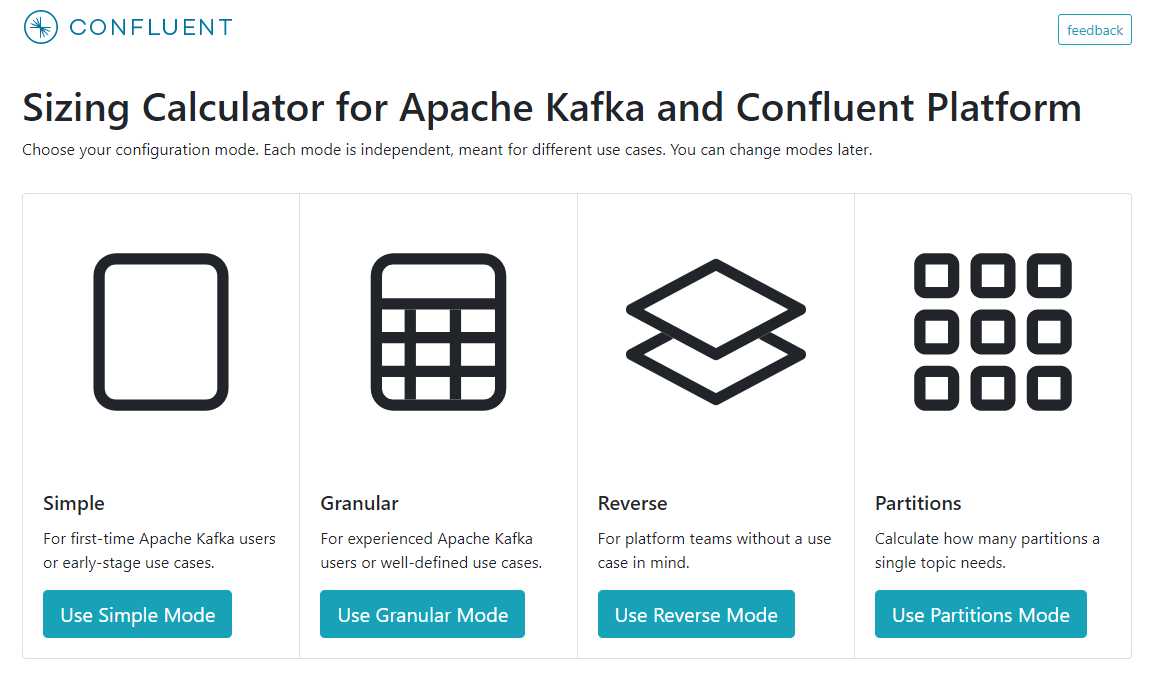 CONFLUENT
feedback
Sizing Calculator for Apache Kafka and Confluent Platform
Choose your configuration mode. Each mode is independent, meant for different use cases. You can change modes later.
Simple
For first-time Apache Kafka users
or early-stage use cases.
Use Simple Mode
Granular
For experienced Apache Kafka
users or well-defined use cases.
Use Granular Mode
Reverse
For platform teams without a use
case in mind.
Use Reverse Mode
Partitions
Calculate how many partitions a
single topic needs.
Use Partitions Mode